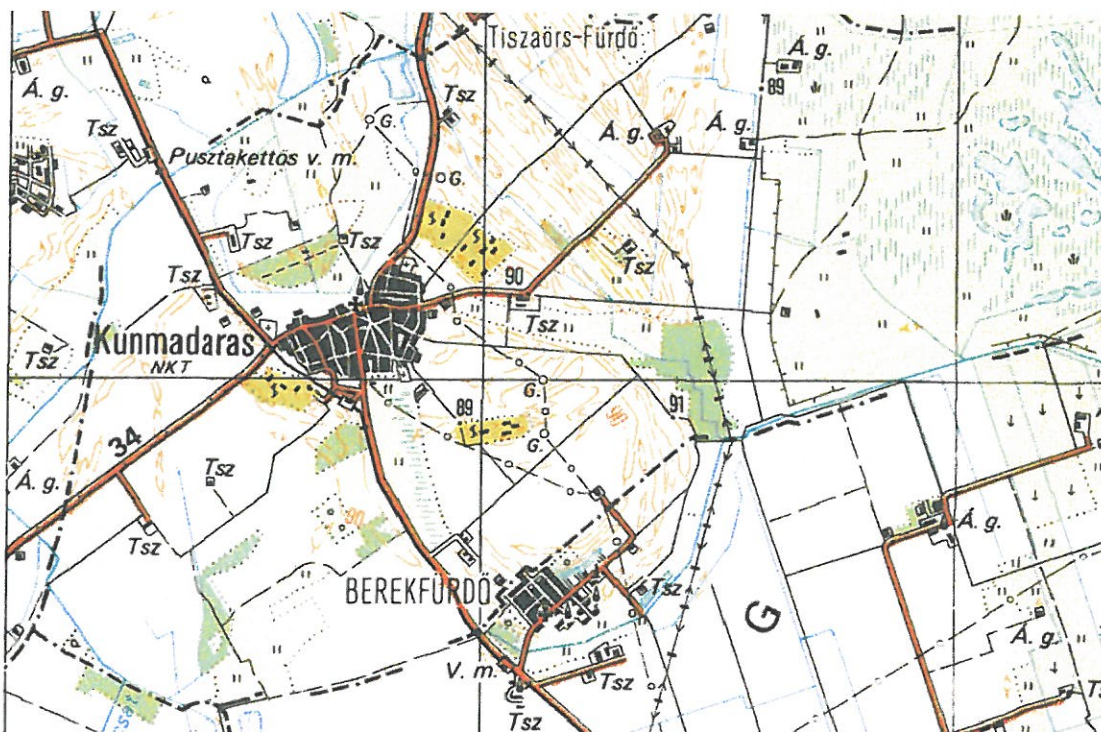 Tiszaörs-Fürdő
Á. g.
Á. g.
89
Tsz
G.
Tsz
Á. g.
Á. g.
Pusztakettős v. m.
G.
Tsz
Tsz
Tsz
90
Tsz
Tsz
Kunmadaras
NKT
Tsz
G.
89
91
G.
34
Tsz
Á. g.
Á. g.
Tsz
BEREKFÜRDŐ
Tsz
G
Á. g.
V. m.
Tsz
Tsz